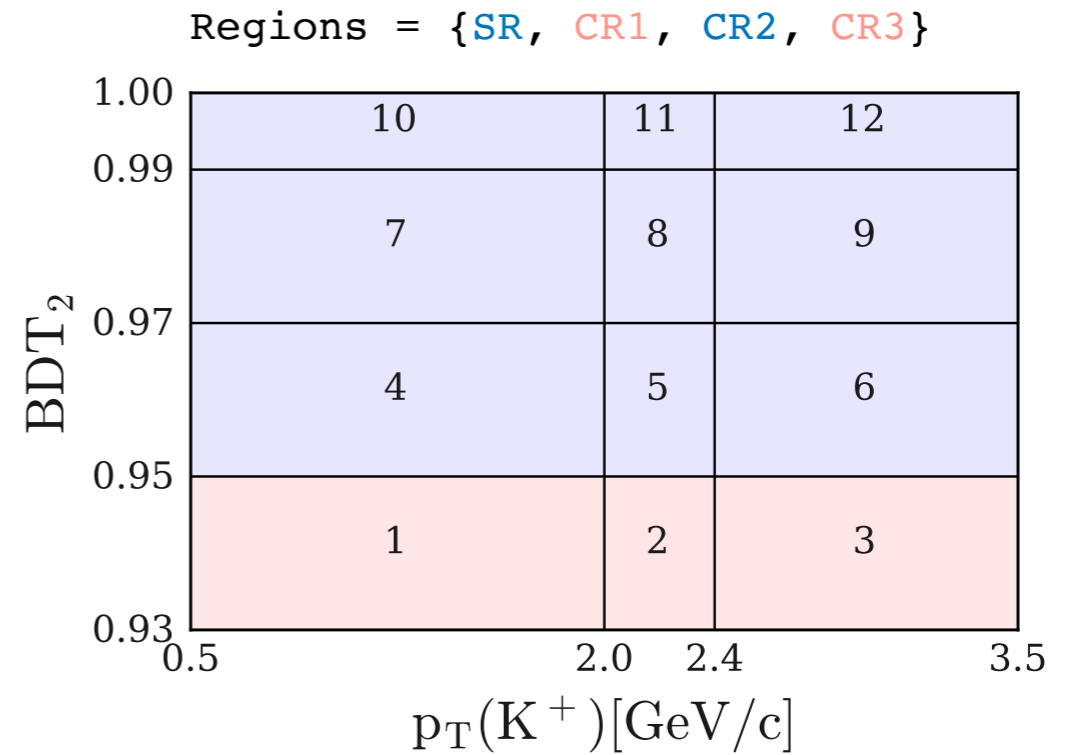 Regions = {SR, CR1, CR2, CR3}
1.00
10 11 12
0.99
7 8 9
0.97
4 5 6
0.95
1 2 3
0.93
BDT₂
0.5 2.0 2.4 3.5
p_T(K⁺)[GeV/c]